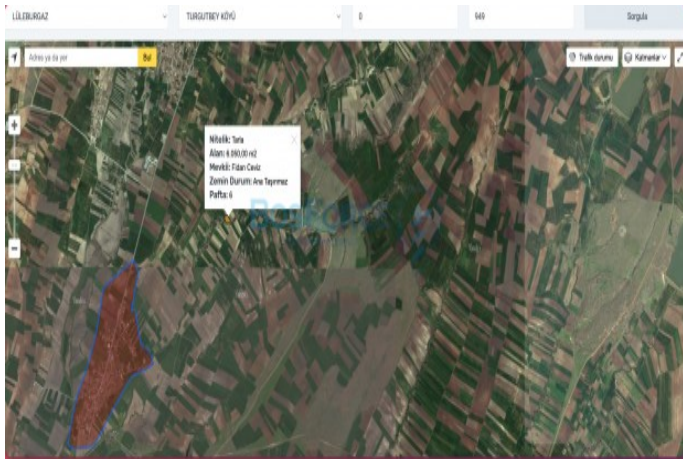 LÜLEBURGAZ
TURGUTBEY KÖYÜ
0
949
Sorgula
Adres ya da yer
Bul
Trafik durumu
Katmanlar
Nitelik: Tarla
Alan: 6.050,00 m2
Mevkii: Fidan Ceviz
Zemin Durum: Ana Taşınmaz
Pafta: 6